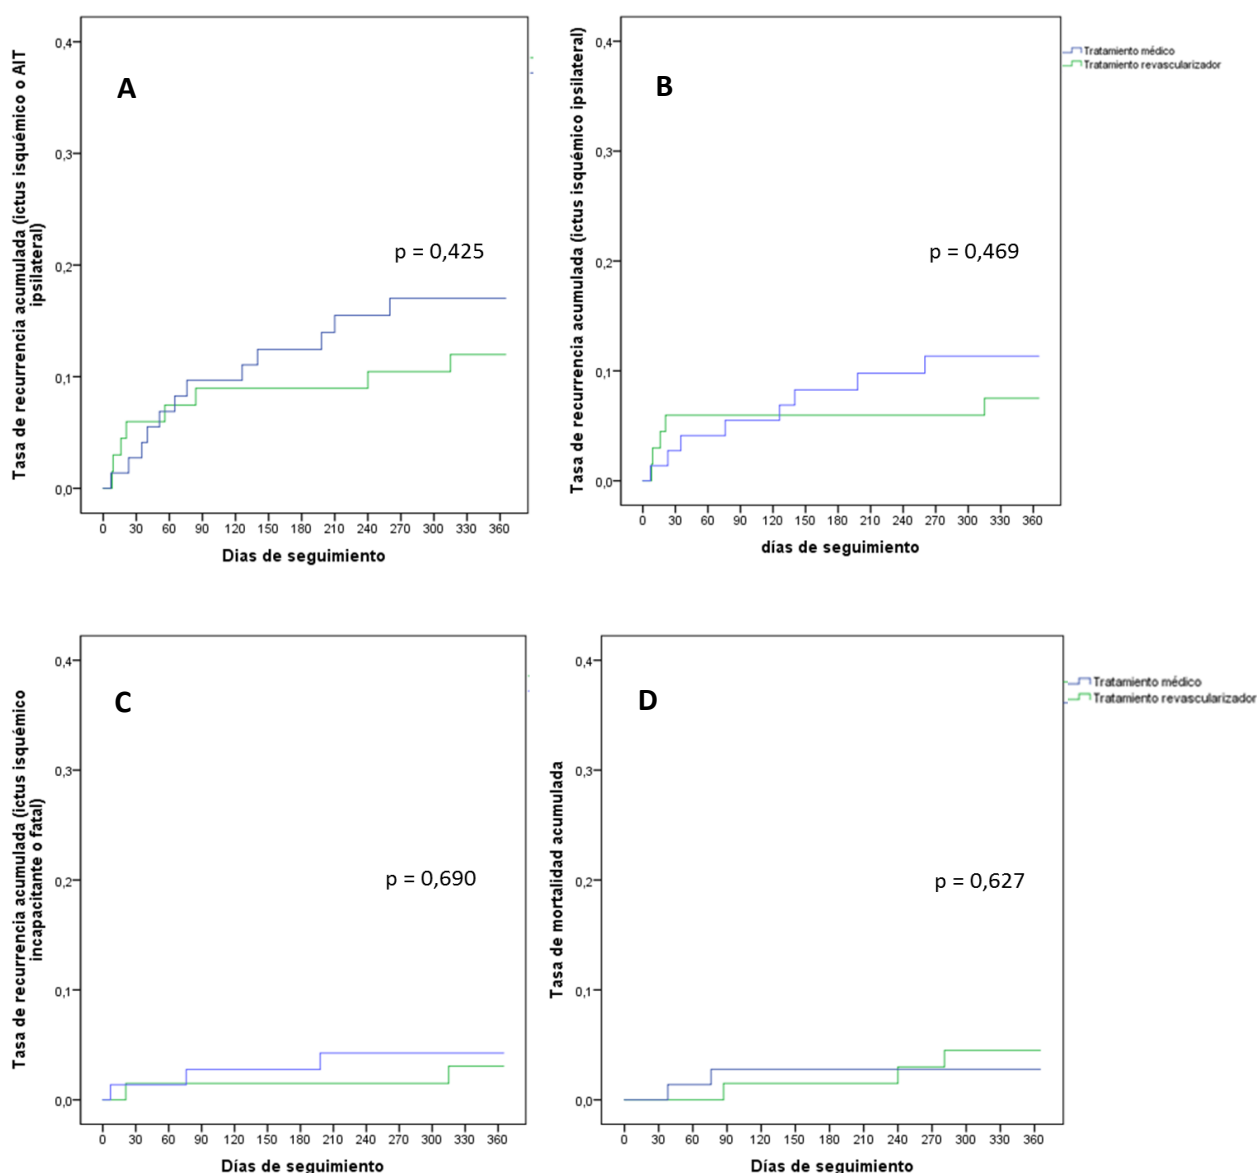 Tasa de recurrencia acumulada (ictus isquémico o AIT
ipsilateral)
0,4
0,3
0,2
0,1
0,0
A
p = 0,425
0 30 60 90 120 150 180 210 240 270 300 330 360
Días de seguimiento
Tasa de recurrencia acumulada (ictus isquémico ipsilateral)
0,4
0,3
0,2
0,1
0,0
B
p = 0,469
0 30 60 90 120 150 180 210 240 270 300 330 360
días de seguimiento
Tratamiento médico
Tratamiento revascularizador
Tasa de recurrencia acumulada (ictus isquémico
incapacitante o fatal)
0,4
0,3
0,2
0,1
0,0
C
p = 0,690
0 30 60 90 120 150 180 210 240 270 300 330 360
Días de seguimiento
Tasa de mortalidad acumulada
0,4
0,3
0,2
0,1
0,0
D
p = 0,627
0 30 60 90 120 150 180 210 240 270 300 330 360
Días de seguimiento
Tratamiento médico
Tratamiento revascularizador